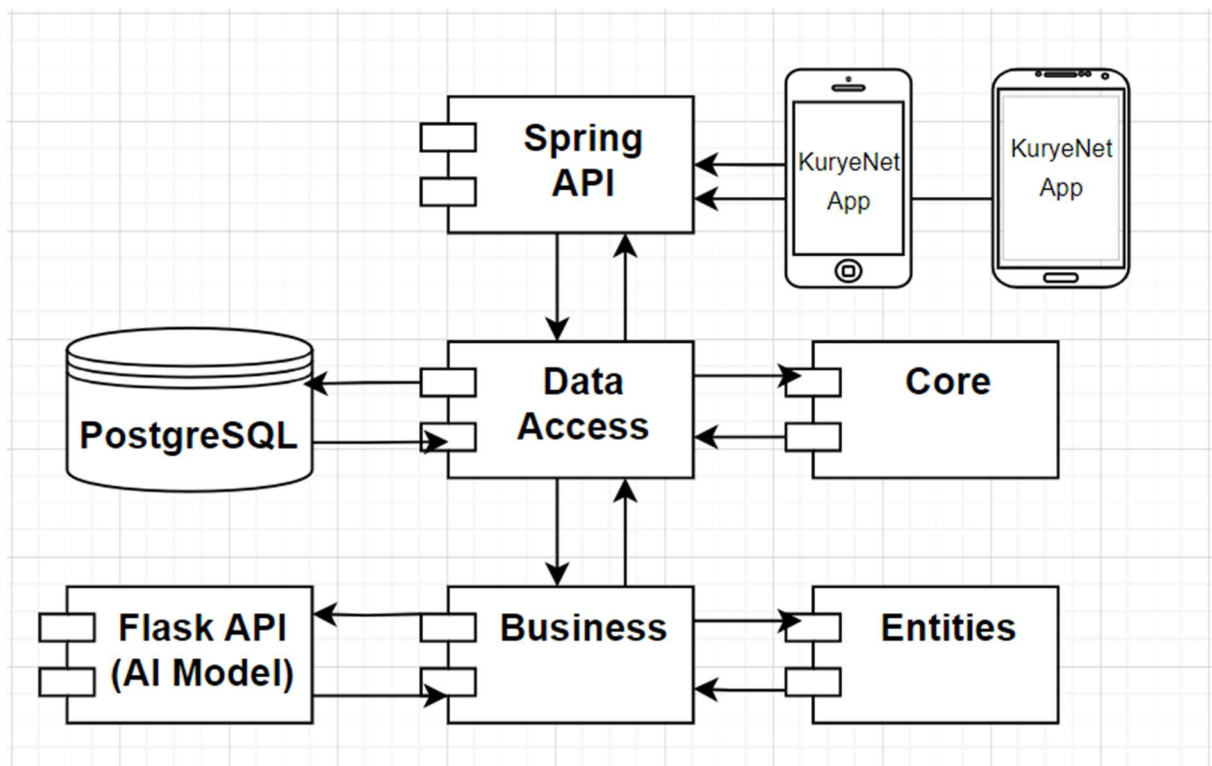 Spring
API
KuryeNet
App
KuryeNet
App
PostgreSQL
Data
Access
Core
Flask API
(AI Model)
Business
Entities